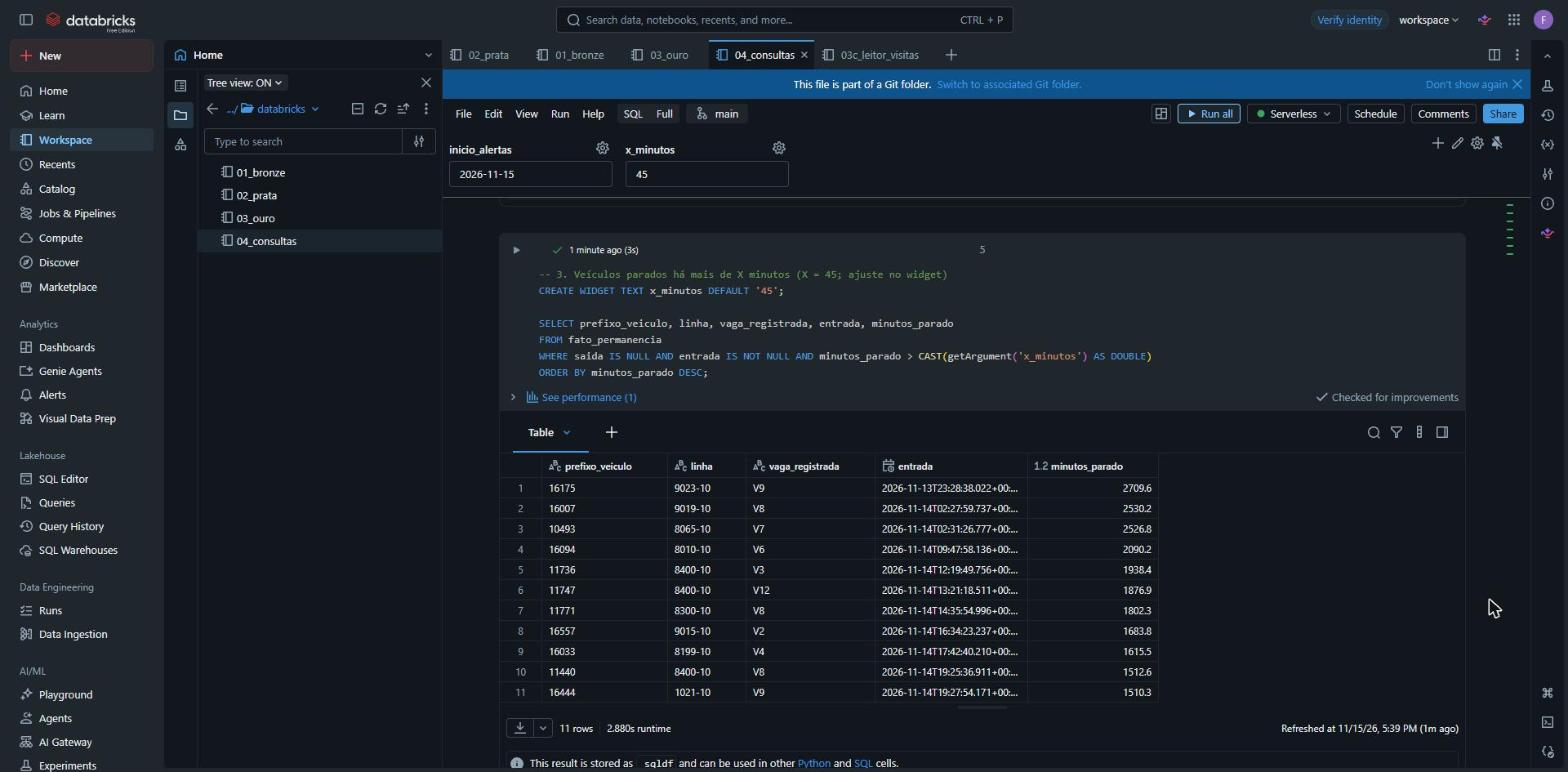 databricks
Free Edition
Search data, notebooks, recents, and more...
CTRL + P
Verify identity
workspace
F
New
Home
Learn
Workspace
Recents
Catalog
Jobs & Pipelines
Compute
Discover
Marketplace
Analytics
Dashboards
Genie Agents
Alerts
Visual Data Prep
Lakehouse
SQL Editor
Queries
Query History
SQL Warehouses
Data Engineering
Runs
Data Ingestion
AI/ML
Playground
Agents
AI Gateway
Experiments
Home
Tree view: ON
../ databricks
Type to search
01_bronze
02_prata
03_ouro
04_consultas
02_prata
01_bronze
03_ouro
04_consultas
03c_leitor_visitas
This file is part of a Git folder. Switch to associated Git folder.
Don't show again
File Edit View Run Help SQL Full main
Run all
Serverless
Schedule
Comments
Share
inicio_alertas
x_minutos
2026-11-15
45
1 minute ago (3s)
5
-- 3. Veículos parados há mais de X minutos (X = 45; ajuste no widget)
CREATE WIDGET TEXT x_minutos DEFAULT '45';
SELECT prefixo_veiculo, linha, vaga_registrada, entrada, minutos_parado
FROM fato_permanencia
WHERE saida IS NULL AND entrada IS NOT NULL AND minutos_parado > CAST(getArgument('x_minutos') AS DOUBLE)
ORDER BY minutos_parado DESC;
See performance (1)
Checked for improvements
Table
prefixo_veiculo linha vaga_registrada entrada 1.2 minutos_parado
1 16175 9023-10 V9 2026-11-13T23:28:38.022+00:... 2709.6
2 16007 9019-10 V8 2026-11-14T02:27:59.737+00:... 2530.2
3 10493 8065-10 V7 2026-11-14T02:31:26.777+00:... 2526.8
4 16094 8010-10 V6 2026-11-14T09:47:58.136+00:... 2090.2
5 11736 8400-10 V3 2026-11-14T12:19:49.756+00:... 1938.4
6 11747 8400-10 V12 2026-11-14T13:21:18.511+00:... 1876.9
7 11771 8300-10 V8 2026-11-14T14:35:54.996+00:... 1802.3
8 16557 9015-10 V2 2026-11-14T16:34:23.237+00:... 1683.8
9 16033 8199-10 V4 2026-11-14T17:42:40.210+00:... 1615.5
10 11440 8400-10 V8 2026-11-14T19:25:36.911+00:... 1512.6
11 16444 1021-10 V9 2026-11-14T19:27:54.171+00:... 1510.3
11 rows
2.880s runtime
Refreshed at 11/15/26, 5:39 PM (1m ago)
This result is stored as _sqldf and can be used in other Python and SQL cells.